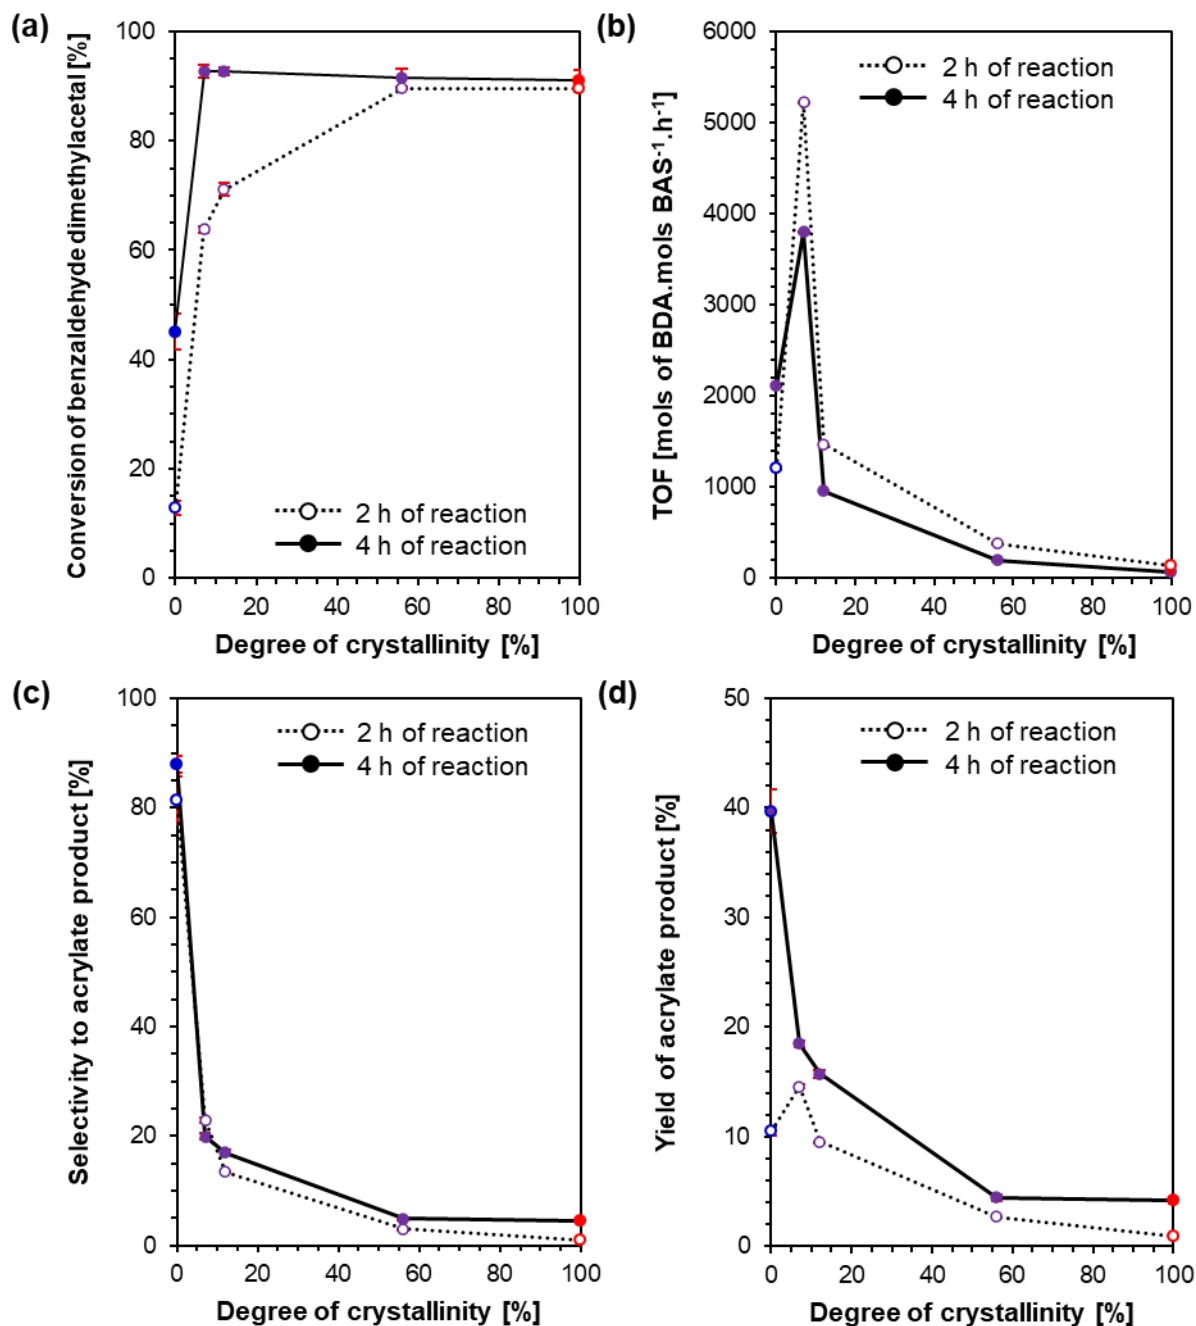 (a)
Conversion of benzaldehyde dimethylacetal [%]
100
80
60
40
20
0
2 h of reaction
4 h of reaction
0 20 40 60 80 100
Degree of crystallinity [%]
(b)
TOF [mols of BDA.mols BAS⁻¹.h⁻¹]
6000
5000
4000
3000
2000
1000
0
2 h of reaction
4 h of reaction
0 20 40 60 80 100
Degree of crystallinity [%]
(c)
Selectivity to acrylate product [%]
100
80
60
40
20
0
2 h of reaction
4 h of reaction
0 20 40 60 80 100
Degree of crystallinity [%]
(d)
Yield of acrylate product [%]
50
40
30
20
10
0
2 h of reaction
4 h of reaction
0 20 40 60 80 100
Degree of crystallinity [%]